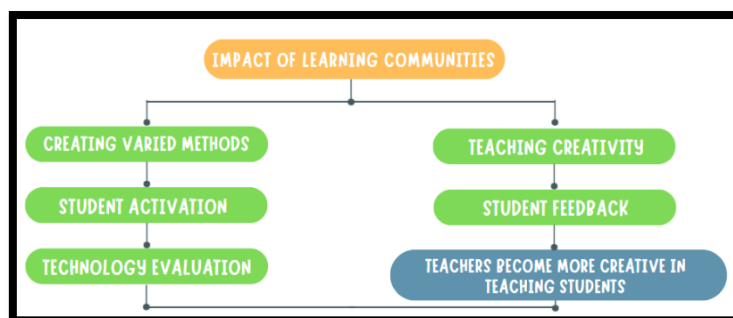 IMPACT OF LEARNING COMMUNITIES
CREATING VARIED METHODS
STUDENT ACTIVATION
TECHNOLOGY EVALUATION
TEACHING CREATIVITY
STUDENT FEEDBACK
TEACHERS BECOME MORE CREATIVE IN
TEACHING STUDENTS